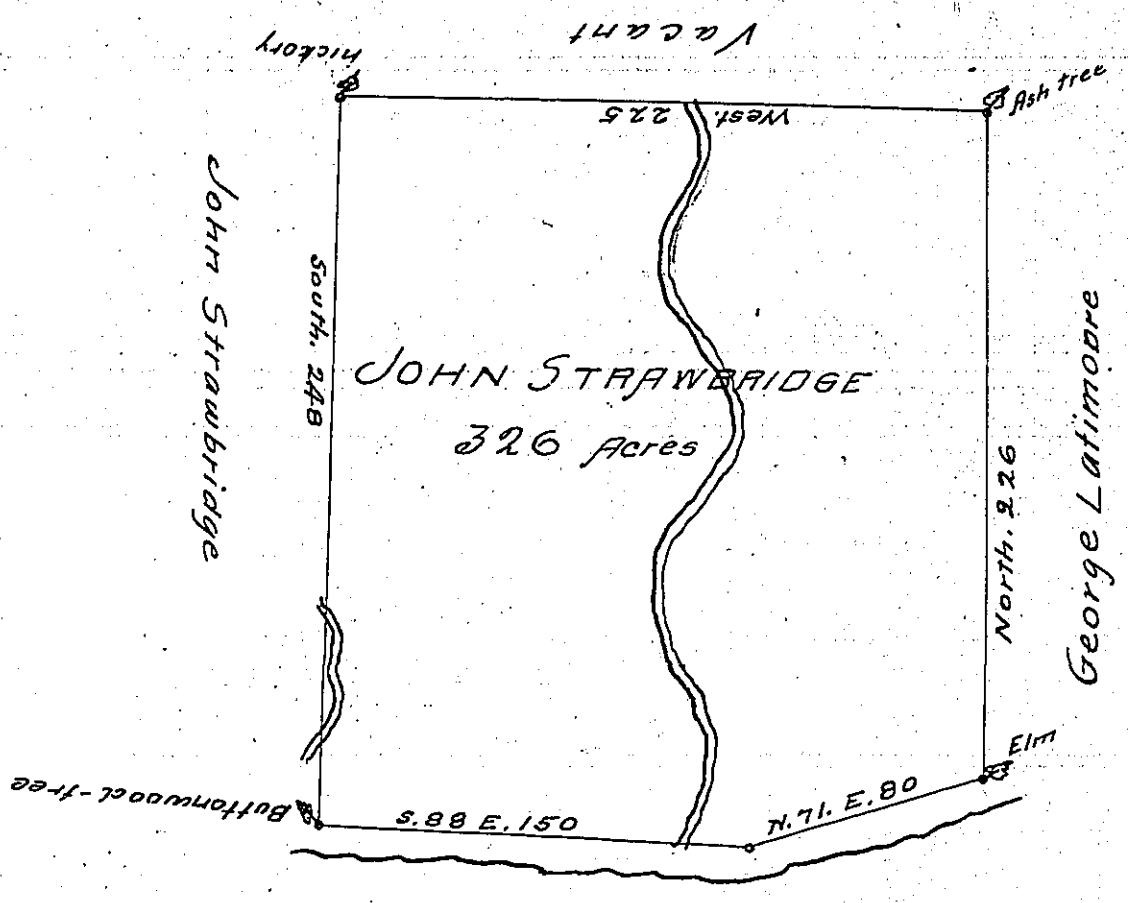 Vacant
hickory
Ash tree
West. 225
John Strawbridge
South. 248
JOHN STRAWBRIDGE
326 Acres
North. 226
George Latimore
Elm
Buttonwood-tree
S. 88 E. 150
N. 71. E. 80